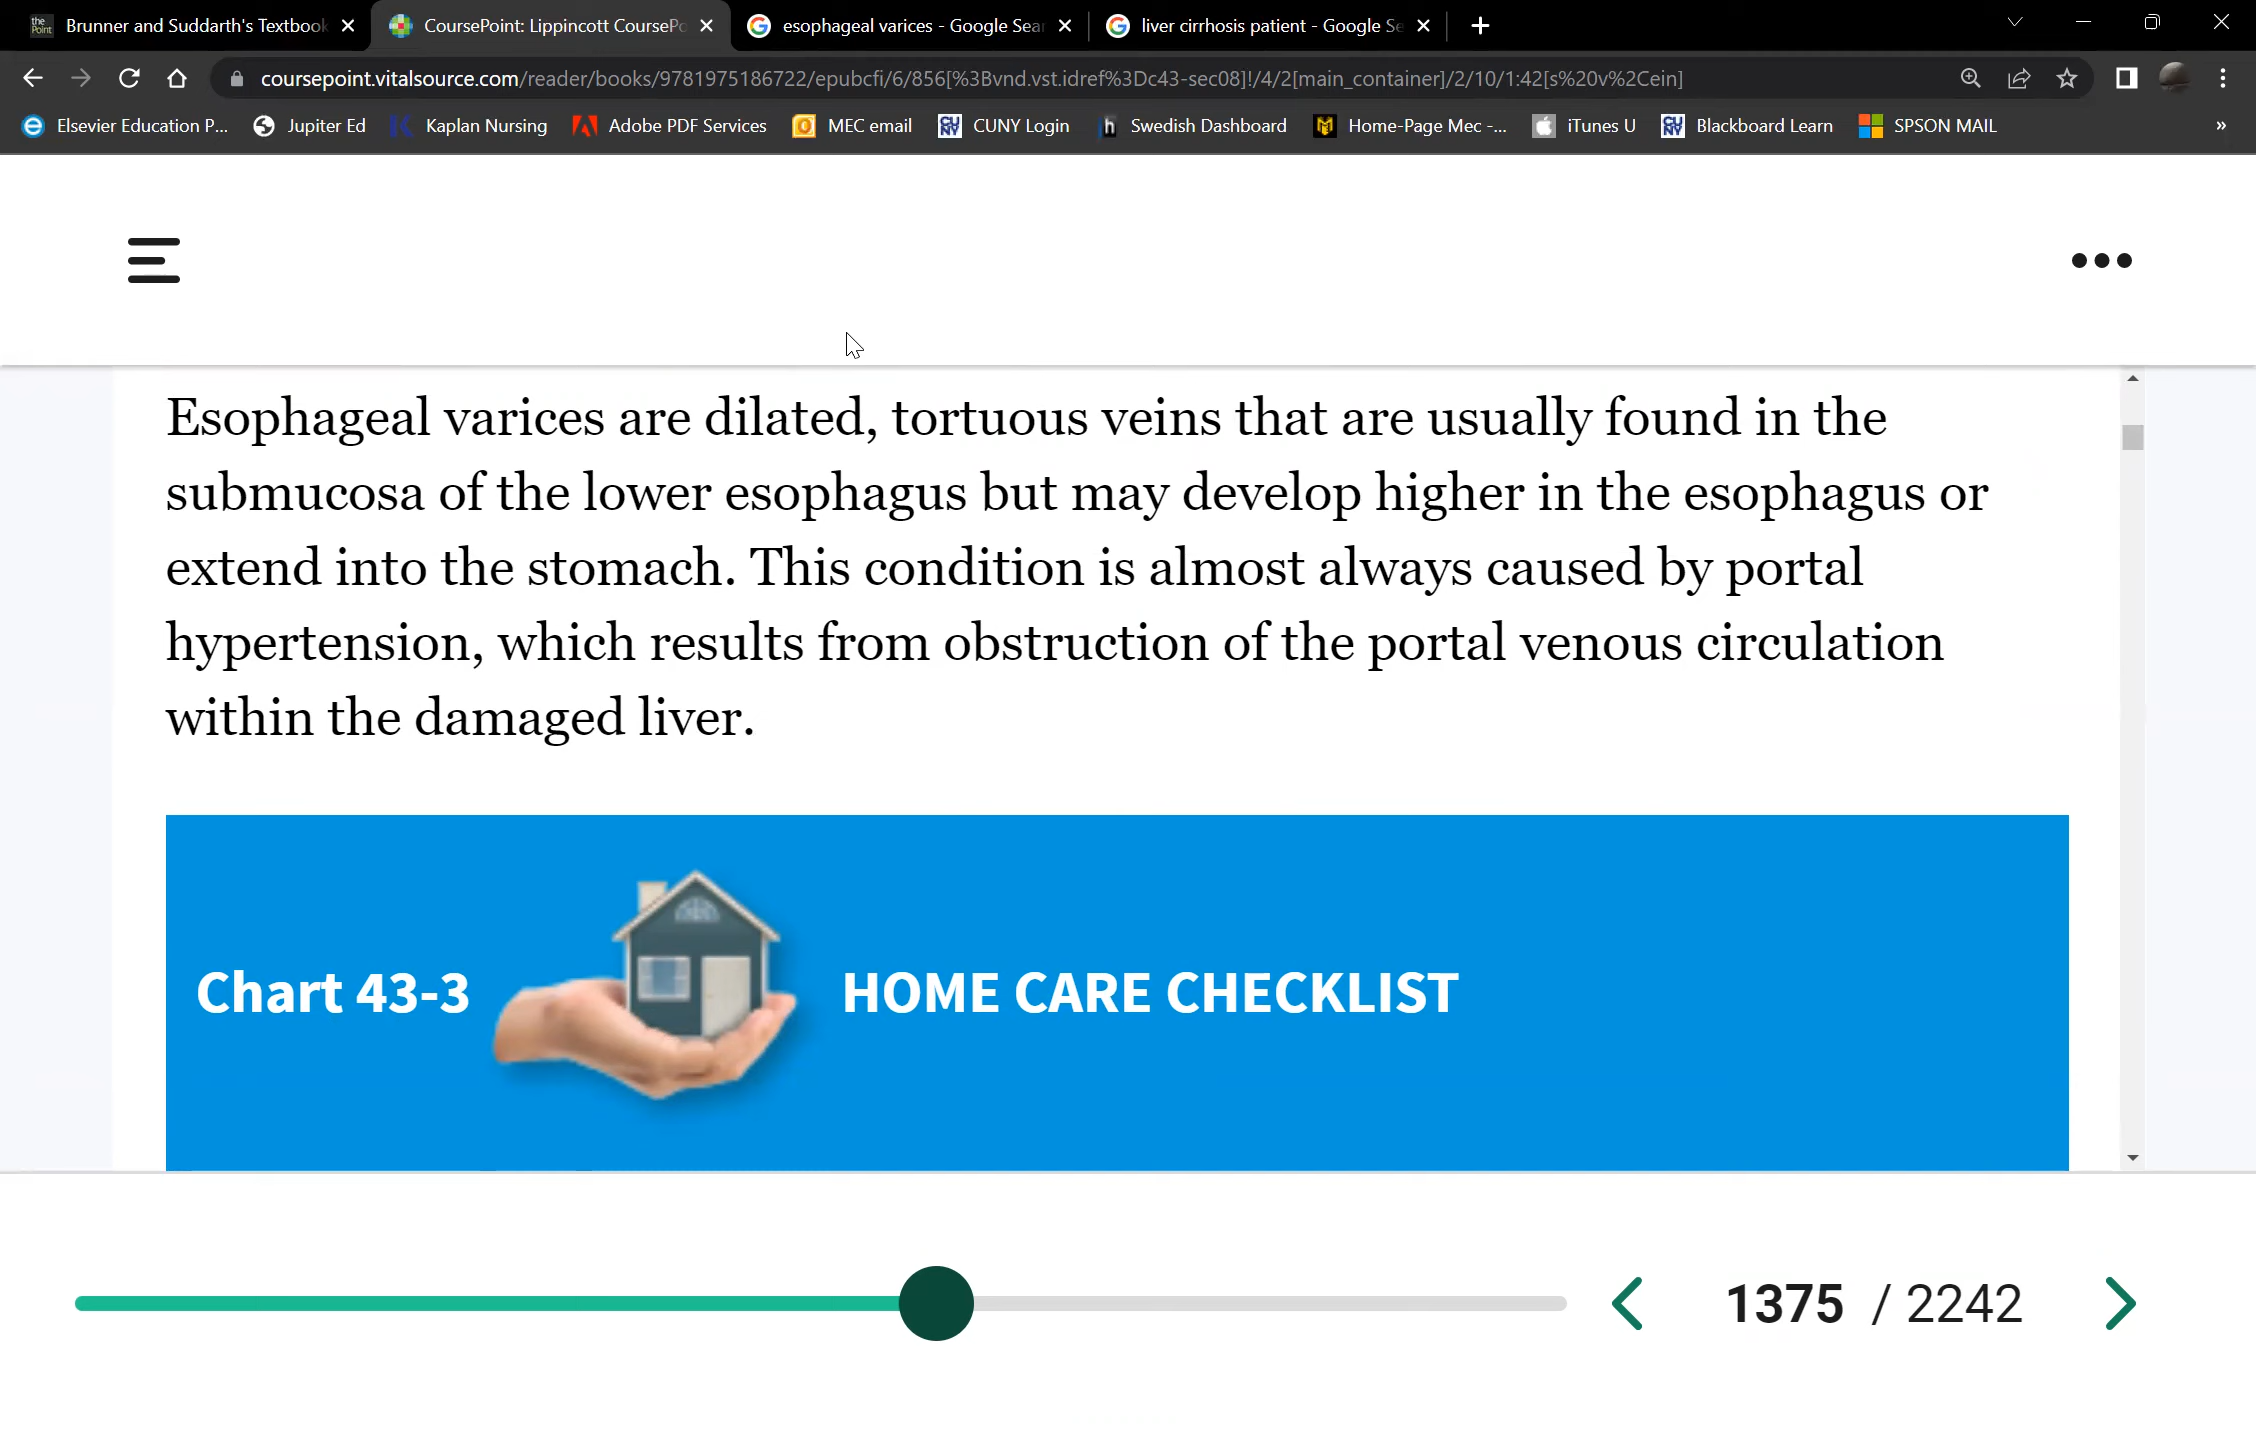 the Point
Brunner and Suddarth's Textbook
CoursePoint: Lippincott CoursePo
esophageal varices - Google Sear
liver cirrhosis patient - Google Se
coursepoint.vitalsource.com/reader/books/9781975186722/epubcfi/6/856[%3Bvnd.vst.idref%3Dc43-sec08]!/4/2[main_container]/2/10/1:42[s%20v%2Cein]
Elsevier Education P...
Jupiter Ed
Kaplan Nursing
Adobe PDF Services
MEC email
CUNY Login
Swedish Dashboard
Home-Page Mec -...
iTunes U
Blackboard Learn
SPSON MAIL
»
Esophageal varices are dilated, tortuous veins that are usually found in the
submucosa of the lower esophagus but may develop higher in the esophagus or
extend into the stomach. This condition is almost always caused by portal
hypertension, which results from obstruction of the portal venous circulation
within the damaged liver.
Chart 43-3 HOME CARE CHECKLIST
1375 / 2242